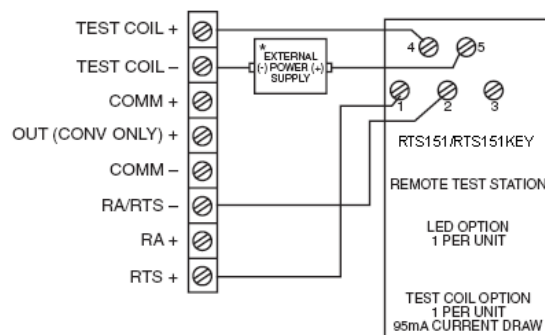 TEST COIL +
TEST COIL –
COMM +
OUT (CONV ONLY) +
COMM –
RA/RTS –
RA +
RTS +
*
EXTERNAL
(-) POWER (+)
SUPPLY
4
5
1
2
3
RTS151/RTS151KEY
REMOTE TEST STATION
LED OPTION
1 PER UNIT
TEST COIL OPTION
1 PER UNIT
95mA CURRENT DRAW